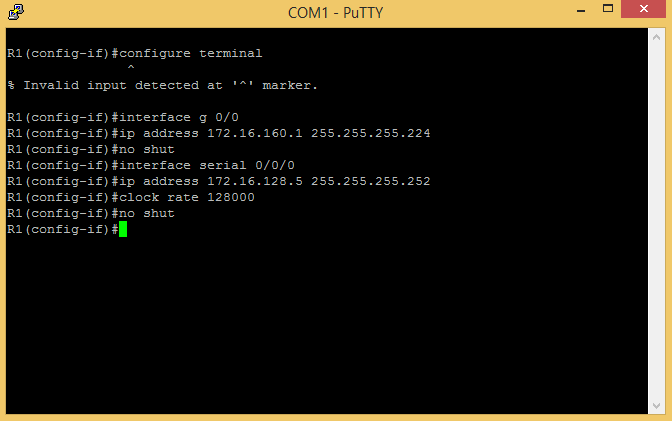 COM1 - PuTTY
R1(config-if)#configure terminal
^
% Invalid input detected at '^' marker.
R1(config-if)#interface g 0/0
R1(config-if)#ip address 172.16.160.1 255.255.255.224
R1(config-if)#no shut
R1(config-if)#interface serial 0/0/0
R1(config-if)#ip address 172.16.128.5 255.255.255.252
R1(config-if)#clock rate 128000
R1(config-if)#no shut
R1(config-if)#